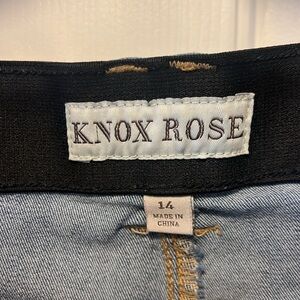 KNOX ROSE
14
MADE IN
CHINA